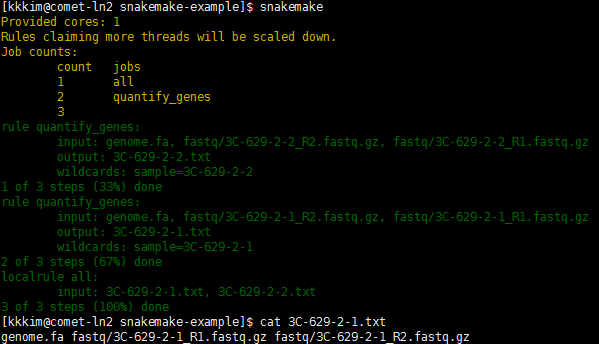 [kkkim@comet-ln2 snakemake-example]$ snakemake
Provided cores: 1
Rules claiming more threads will be scaled down.
Job counts:
        count   jobs
        1       all
        2       quantify_genes
        3
rule quantify_genes:
        input: genome.fa, fastq/3C-629-2-2_R2.fastq.gz, fastq/3C-629-2-2_R1.fastq.gz
        output: 3C-629-2-2.txt
        wildcards: sample=3C-629-2-2
1 of 3 steps (33%) done
rule quantify_genes:
        input: genome.fa, fastq/3C-629-2-1_R2.fastq.gz, fastq/3C-629-2-1_R1.fastq.gz
        output: 3C-629-2-1.txt
        wildcards: sample=3C-629-2-1
2 of 3 steps (67%) done
localrule all:
        input: 3C-629-2-1.txt, 3C-629-2-2.txt
3 of 3 steps (100%) done
[kkkim@comet-ln2 snakemake-example]$ cat 3C-629-2-1.txt
genome.fa fastq/3C-629-2-1_R1.fastq.gz fastq/3C-629-2-1_R2.fastq.gz